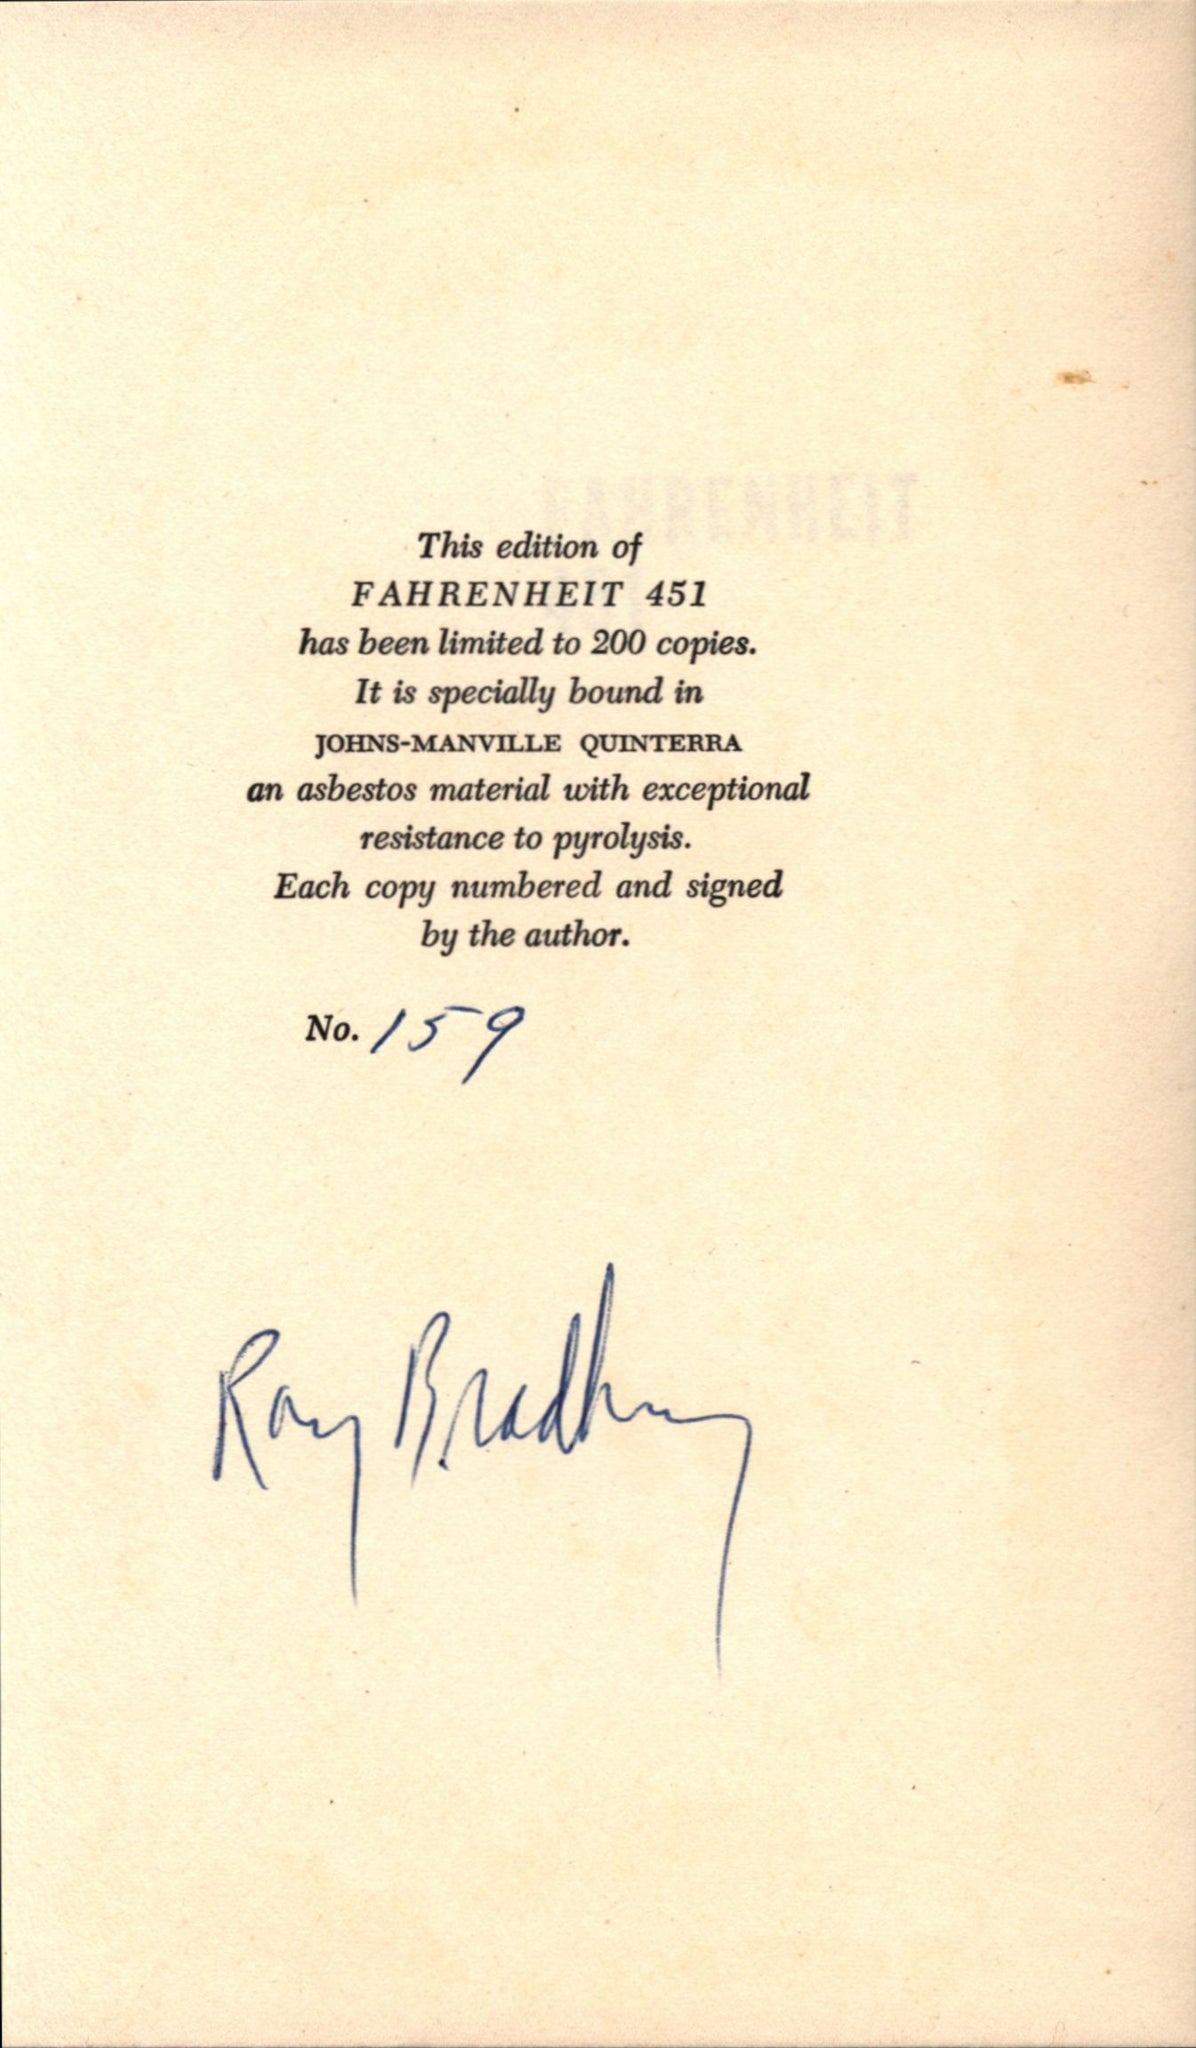 FAHRENHEIT
This edition of
FAHRENHEIT 451
has been limited to 200 copies.
It is specially bound in
JOHNS-MANVILLE QUINTERRA
an asbestos material with exceptional
resistance to pyrolysis.
Each copy numbered and signed
by the author.
No. 159
Ray Bradbury